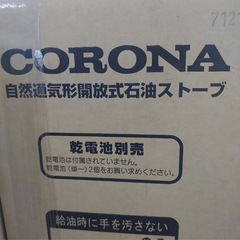 712
CORONA
自然通気形開放式石油ストーブ
乾電池別売
乾電池は付属されていません。
乾電池(単一)2個をお買い求めください。
給油時に手を汚さない